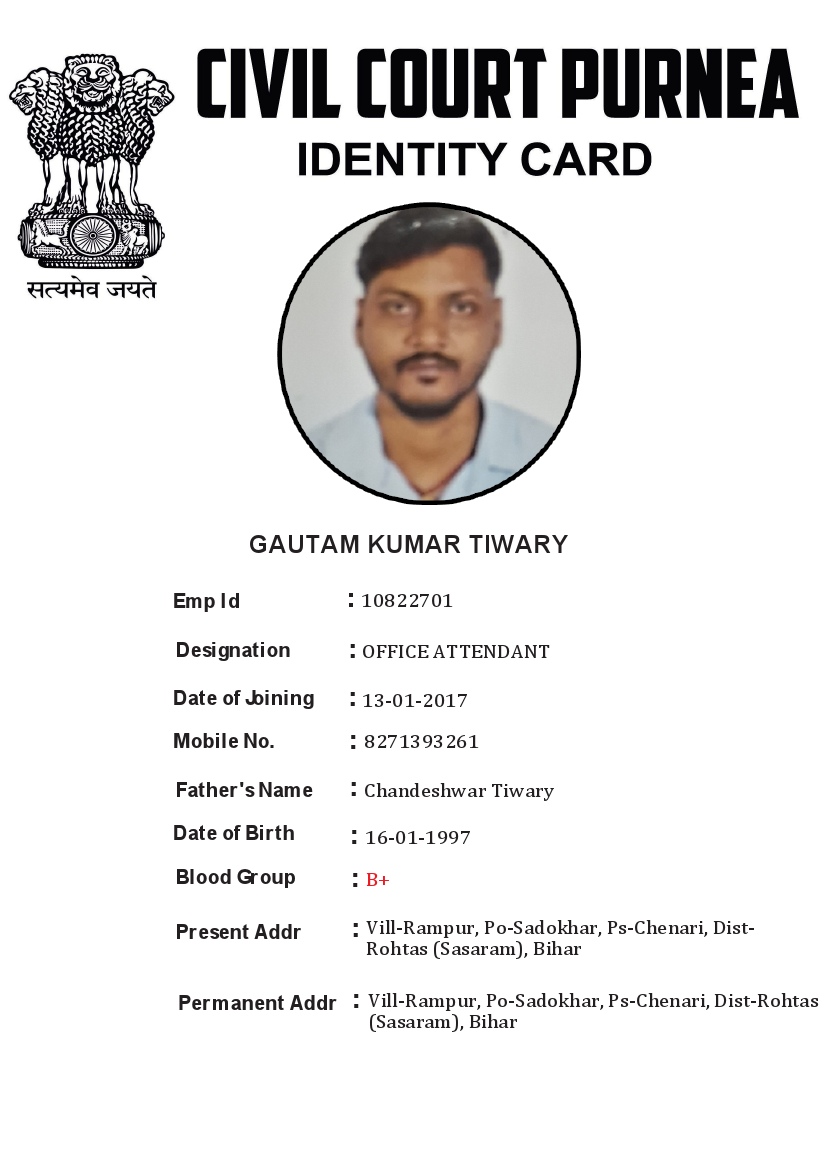 CIVIL COURT PURNEA
IDENTITY CARD
सत्यमेव जयते
GAUTAM KUMAR TIWARY
Emp Id : 10822701
Designation : OFFICE ATTENDANT
Date of Joining : 13-01-2017
Mobile No. : 8271393261
Father's Name : Chandeshwar Tiwary
Date of Birth : 16-01-1997
Blood Group : B+
Present Addr : Vill-Rampur, Po-Sadokhar, Ps-Chenari, Dist-
Rohtas (Sasaram), Bihar
Permanent Addr : Vill-Rampur, Po-Sadokhar, Ps-Chenari, Dist-Rohtas
(Sasaram), Bihar